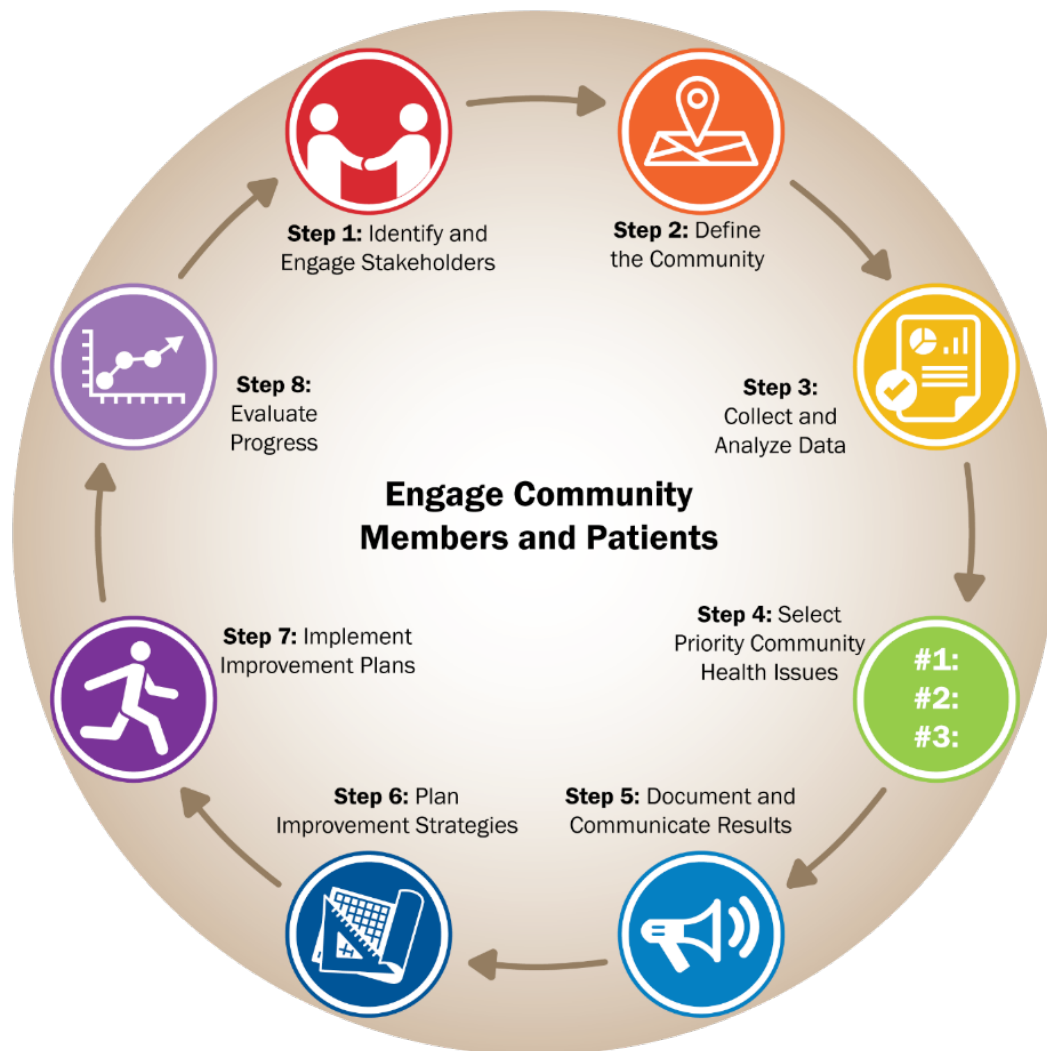 Step 1: Identify and
Engage Stakeholders
Step 2: Define
the Community
Step 3:
Collect and
Analyze Data
Step 4: Select
Priority Community
Health Issues
#1:
#2:
#3:
Step 5: Document and
Communicate Results
Step 6: Plan
Improvement Strategies
Step 7: Implement
Improvement Plans
Step 8:
Evaluate
Progress
Engage Community
Members and Patients